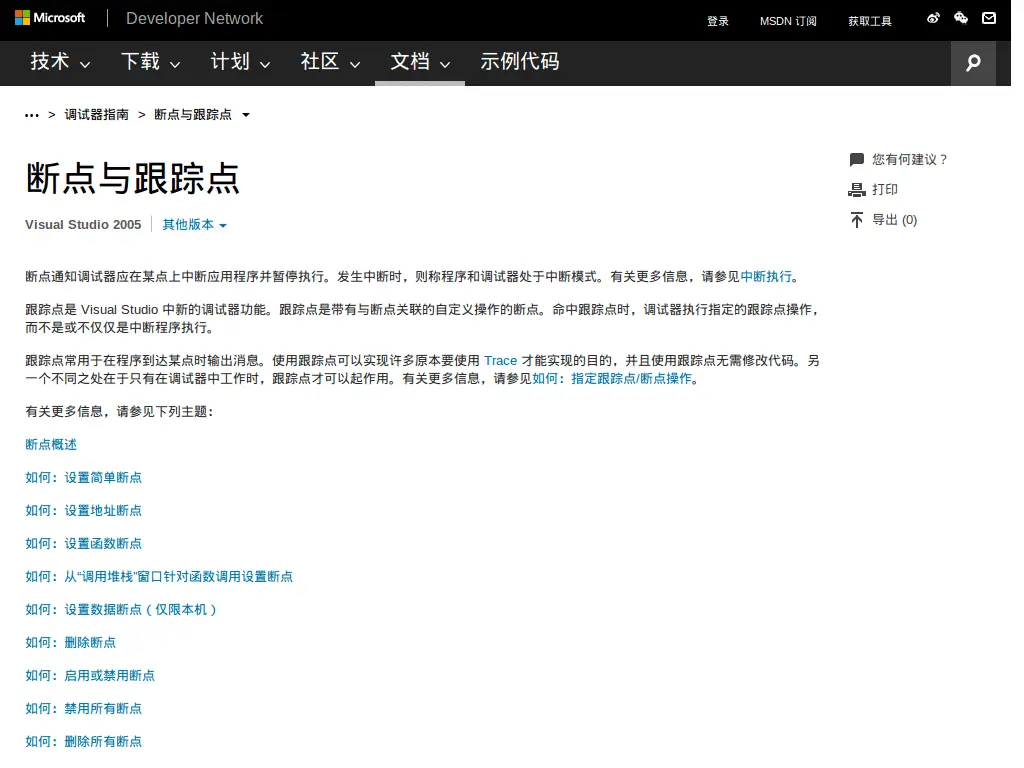 Microsoft Developer Network 登录 MSDN 订阅 获取工具
技术 下载 计划 社区 文档 示例代码
••• > 调试器指南 > 断点与跟踪点
断点与跟踪点
Visual Studio 2005 其他版本
您有何建议？
打印
导出 (0)
断点通知调试器应在某点上中断应用程序并暂停执行。发生中断时，则称程序和调试器处于中断模式。有关更多信息，请参见中断执行。
跟踪点是 Visual Studio 中新的调试器功能。跟踪点是带有与断点关联的自定义操作的断点。命中跟踪点时，调试器执行指定的跟踪点操作，
而不是或不仅仅是中断程序执行。
跟踪点常用于在程序到达某点时输出消息。使用跟踪点可以实现许多原本要使用 Trace 才能实现的目的，并且使用跟踪点无需修改代码。另
一个不同之处在于只有在调试器中工作时，跟踪点才可以起作用。有关更多信息，请参见如何：指定跟踪点/断点操作。
有关更多信息，请参见下列主题：
断点概述
如何：设置简单断点
如何：设置地址断点
如何：设置函数断点
如何：从“调用堆栈”窗口针对函数调用设置断点
如何：设置数据断点（仅限本机）
如何：删除断点
如何：启用或禁用断点
如何：禁用所有断点
如何：删除所有断点